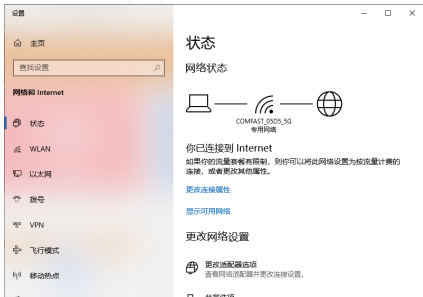 设置
主页
查找设置
网络和 Internet
状态
WLAN
以太网
拨号
VPN
飞行模式
移动热点
状态
网络状态
COMFAST_05D5_5G
专用网络
你已连接到 Internet
如果你的流量套餐有限制，则你可以将此网络设置为按流量计费的
连接，或者更改其他属性。
更改连接属性
显示可用网络
更改网络设置
更改适配器选项
查看网络适配器并更改连接设置。